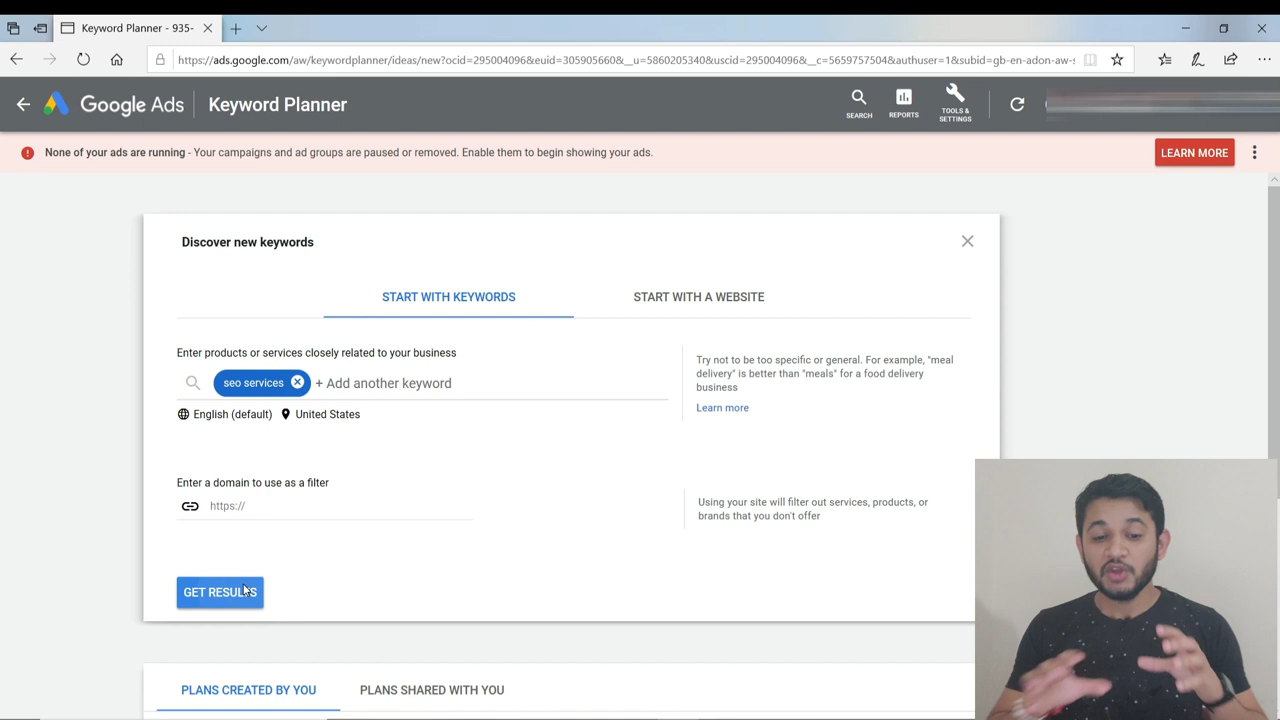 Keyword Planner - 935-
https://ads.google.com/aw/keywordplanner/ideas/new?ocid=295004096&euid=305905660&__u=5860205340&uscid=295004096&__c=5659757504&authuser=1&subid=gb-en-adon-aw-s
Google Ads
Keyword Planner
SEARCH
REPORTS
TOOLS &
SETTINGS
None of your ads are running - Your campaigns and ad groups are paused or removed. Enable them to begin showing your ads.
LEARN MORE
Discover new keywords
START WITH KEYWORDS
START WITH A WEBSITE
Enter products or services closely related to your business
seo services
+ Add another keyword
English (default)
United States
Try not to be too specific or general. For example, "meal
delivery" is better than "meals" for a food delivery
business
Learn more
Enter a domain to use as a filter
https://
Using your site will filter out services, products, or
brands that you don't offer
GET RESULTS
PLANS CREATED BY YOU
PLANS SHARED WITH YOU